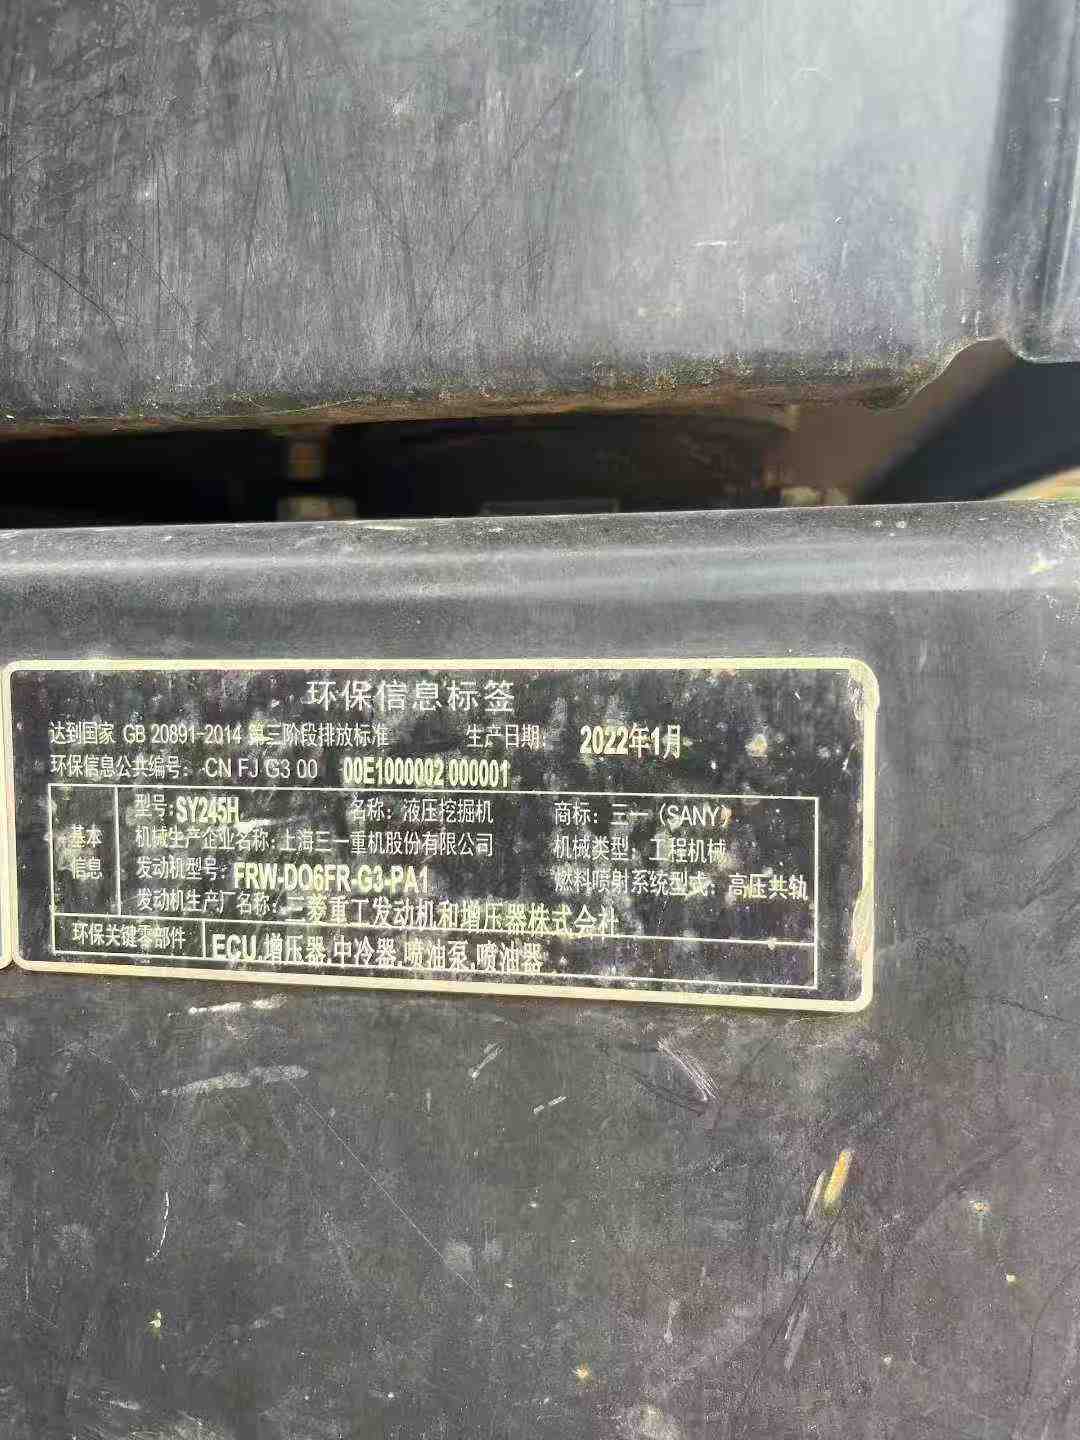 环保信息标签
达到国家 GB 20891-2014 第三阶段排放标准 生产日期: 2022年1月
环保信息公共编号: CN FJ G3 00 00E1000002 000001
基本信息
型号:SY245H 名称: 液压挖掘机 商标: 三一 (SANY)
机械生产企业名称: 上海三一重机股份有限公司 机械类型: 工程机械
发动机型号: FRW-DO6FR-G3-PA1 燃料喷射系统型式: 高压共轨
发动机生产厂名称: 三菱重工发动机和增压器株式会社
环保关键零部件 ECU,增压器,中冷器,喷油泵,喷油器